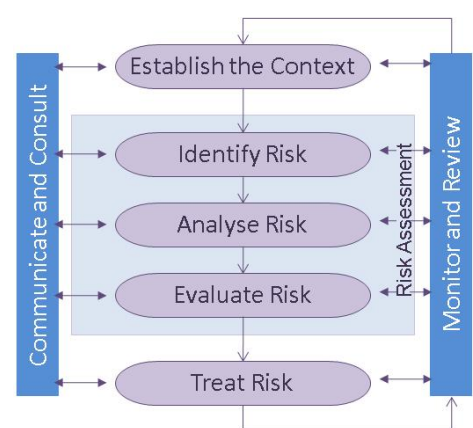 Establish the Context
Communicate and Consult
Identify Risk
Analyse Risk
Evaluate Risk
Risk Assessment
Monitor and Review
Treat Risk